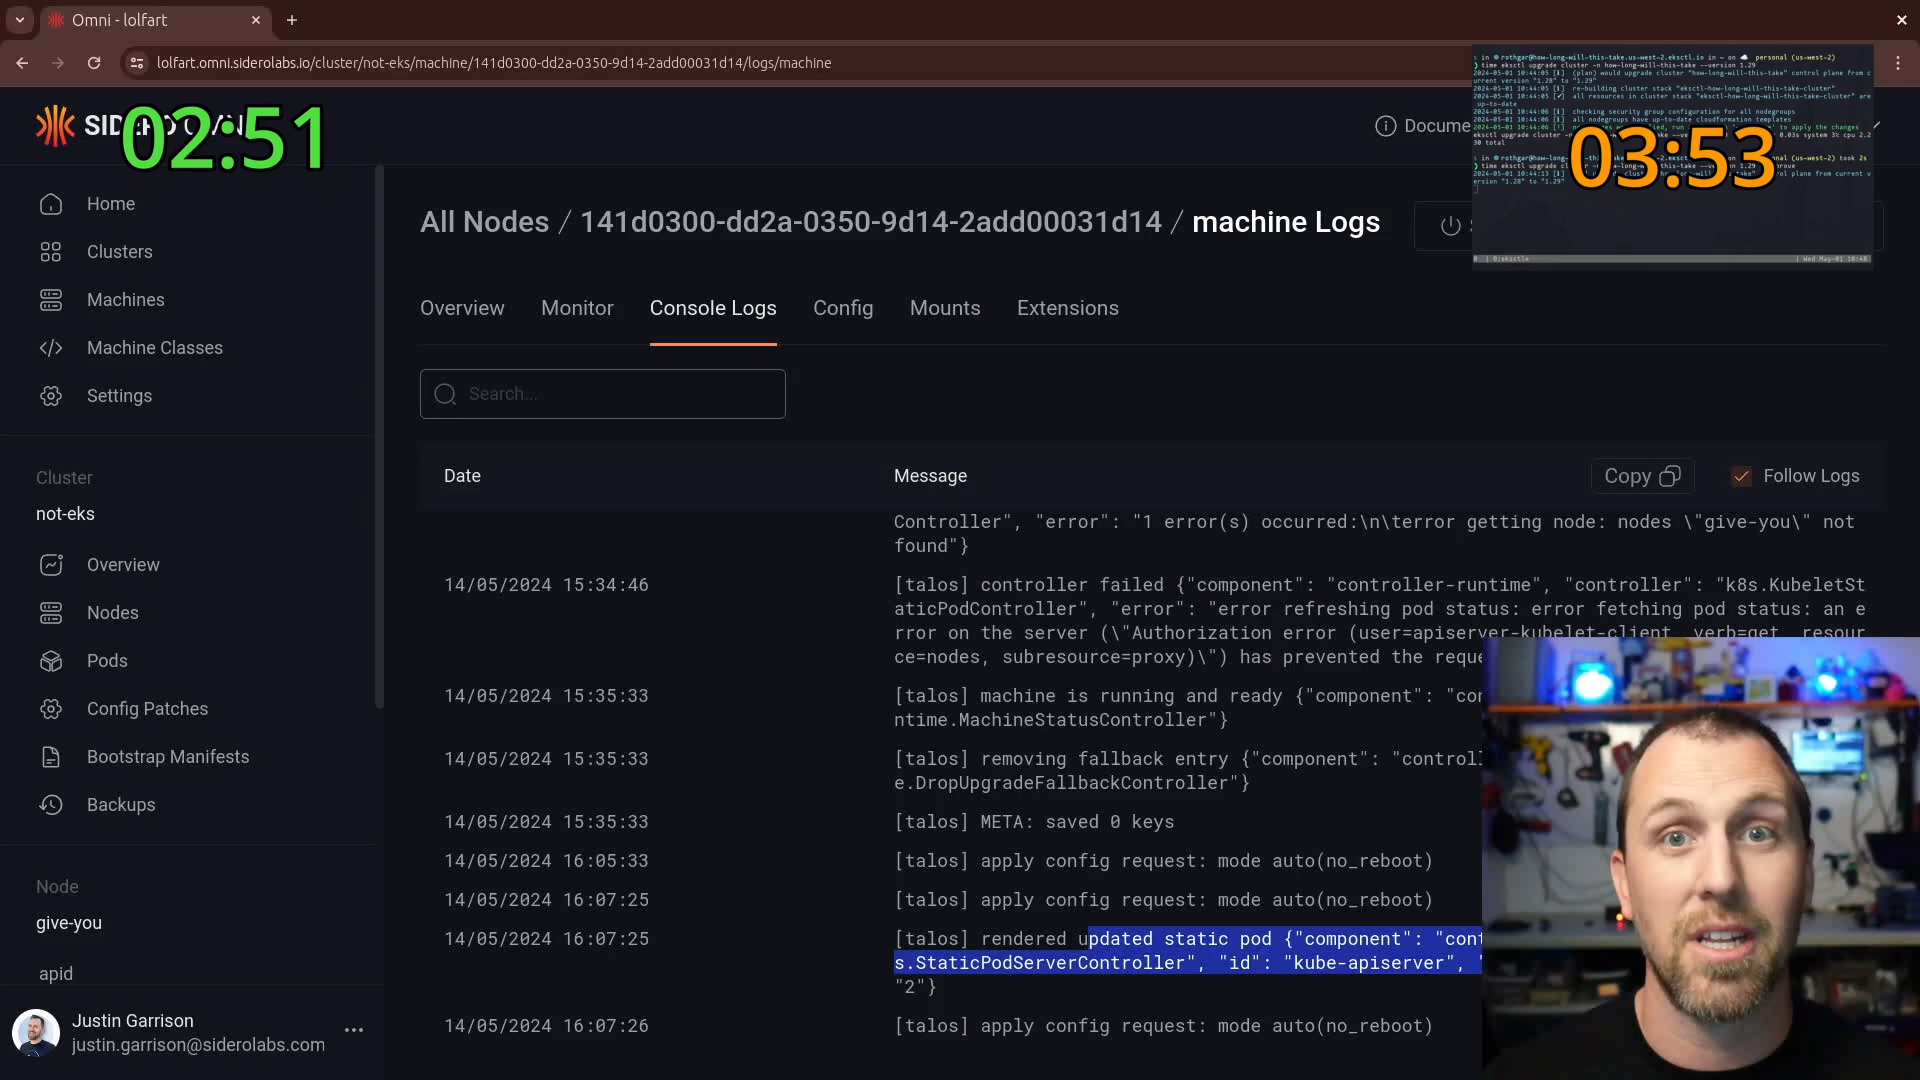 Omni - lolfart
lolfart.omni.siderolabs.io/cluster/not-eks/machine/141d0300-dd2a-0350-9d14-2add00031d14/logs/machine
02:51
03:53
Docume
Home
Clusters
Machines
Machine Classes
Settings
Cluster
not-eks
Overview
Nodes
Pods
Config Patches
Bootstrap Manifests
Backups
Node
give-you
apid
Justin Garrison
justin.garrison@siderolabs.com
All Nodes / 141d0300-dd2a-0350-9d14-2add00031d14 / machine Logs
Overview Monitor Console Logs Config Mounts Extensions
Search...
Date Message Copy Follow Logs
Controller", "error": "1 error(s) occurred:\n\terror getting node: nodes \"give-you\" not
found"}
14/05/2024 15:34:46 [talos] controller failed {"component": "controller-runtime", "controller": "k8s.KubeletSt
aticPodController", "error": "error refreshing pod status: error fetching pod status: an e
rror on the server (\"Authorization error (user=apiserver-kubelet-client, verb=get, resour
ce=nodes, subresource=proxy)\") has prevented the reque
14/05/2024 15:35:33 [talos] machine is running and ready {"component": "con
ntime.MachineStatusController"}
14/05/2024 15:35:33 [talos] removing fallback entry {"component": "control
e.DropUpgradeFallbackController"}
14/05/2024 15:35:33 [talos] META: saved 0 keys
14/05/2024 16:05:33 [talos] apply config request: mode auto(no_reboot)
14/05/2024 16:07:25 [talos] apply config request: mode auto(no_reboot)
14/05/2024 16:07:25 [talos] rendered updated static pod {"component": "cont
s.StaticPodServerController", "id": "kube-apiserver", "
"2"}
14/05/2024 16:07:26 [talos] apply config request: mode auto(no_reboot)